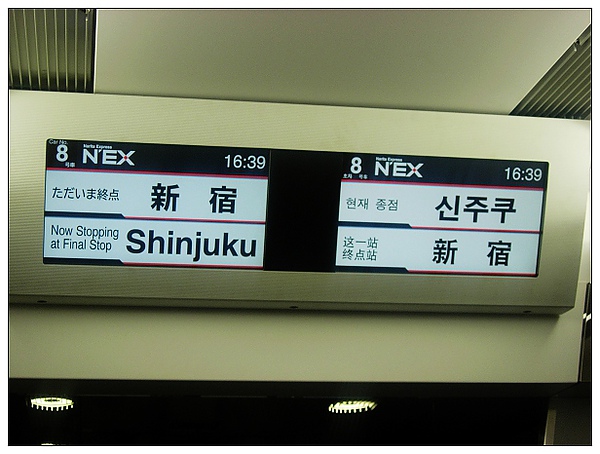 Car No.
8号車
Narita Express
N'EX
16:39
ただいま終点
新宿
Now Stopping
at Final Stop
Shinjuku
8
号车
Narita Express
N'EX
16:39
현재 종점
신주쿠
这一站
终点站
新宿